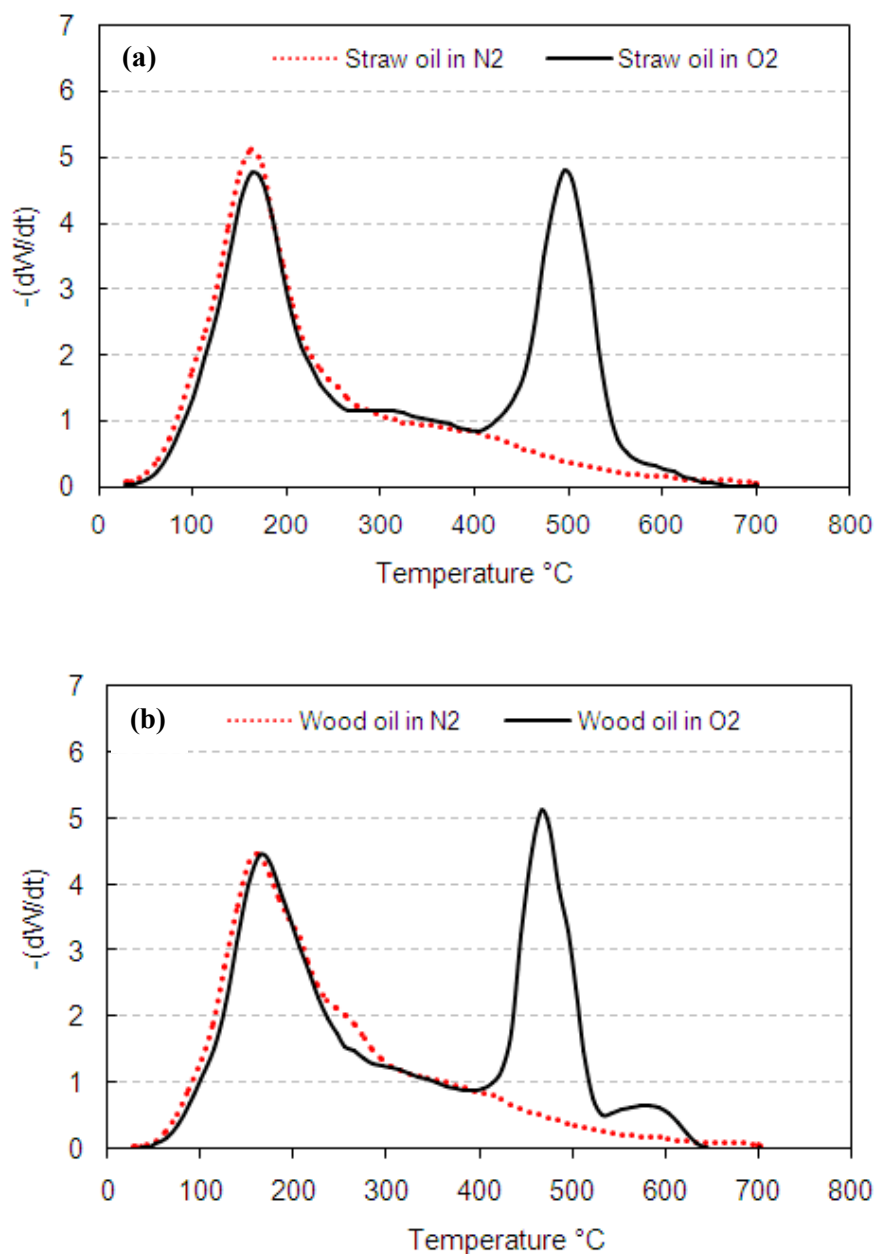 (a)
Straw oil in N2
Straw oil in O2
7
6
5
4
3
2
1
0
-(dW/dt)
0 100 200 300 400 500 600 700 800
Temperature °C
(b)
Wood oil in N2
Wood oil in O2
7
6
5
4
3
2
1
0
-(dW/dt)
0 100 200 300 400 500 600 700 800
Temperature °C